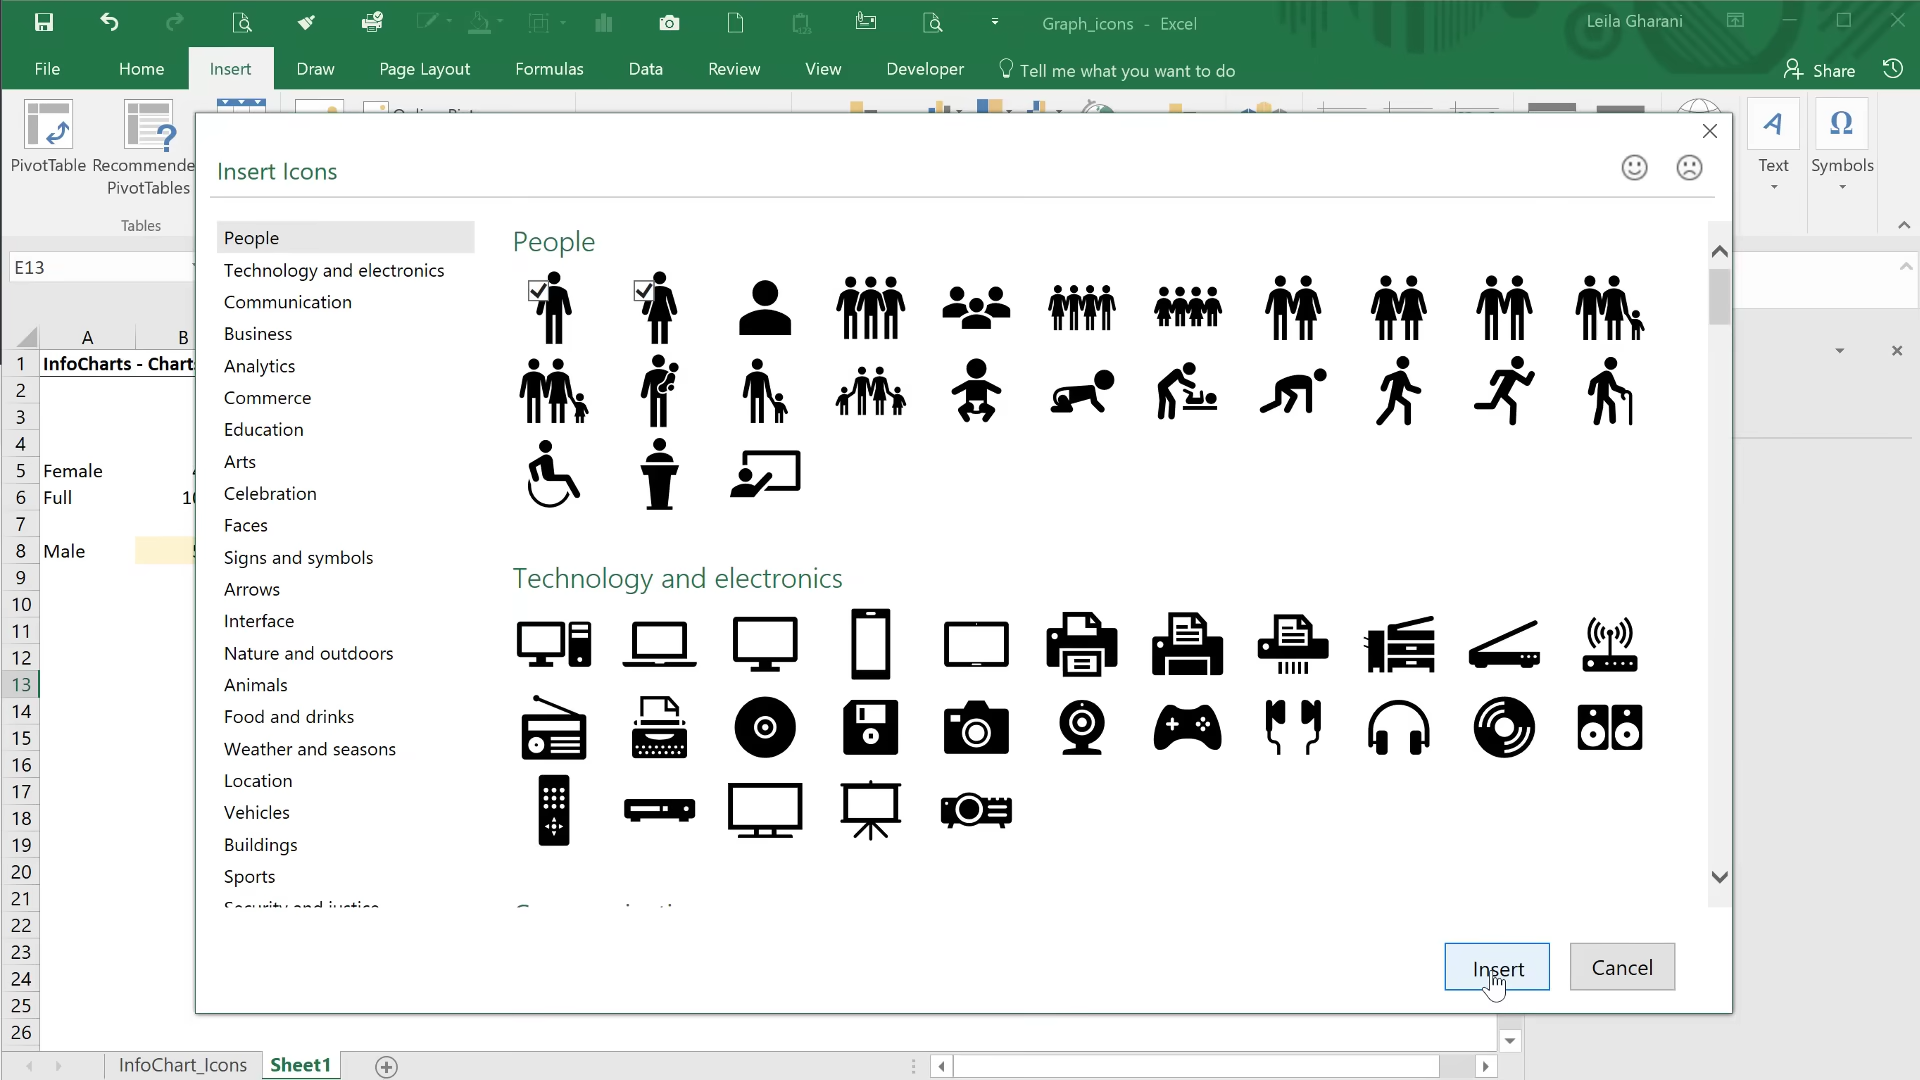 Graph_icons - Excel
Leila Gharani
File Home Insert Draw Page Layout Formulas Data Review View Developer Tell me what you want to do Share
PivotTable
Recommende
PivotTables
Tables
Text
Symbols
Insert Icons
E13
A B
1 InfoCharts - Chart
2
3
4
5 Female
6 Full
7
8 Male
9
10
11
12
13
14
15
16
17
18
19
20
21
22
23
24
25
26
People
Technology and electronics
Communication
Business
Analytics
Commerce
Education
Arts
Celebration
Faces
Signs and symbols
Arrows
Interface
Nature and outdoors
Animals
Food and drinks
Weather and seasons
Location
Vehicles
Buildings
Sports
Security and justice
People
Technology and electronics
Insert Cancel
InfoChart_Icons Sheet1